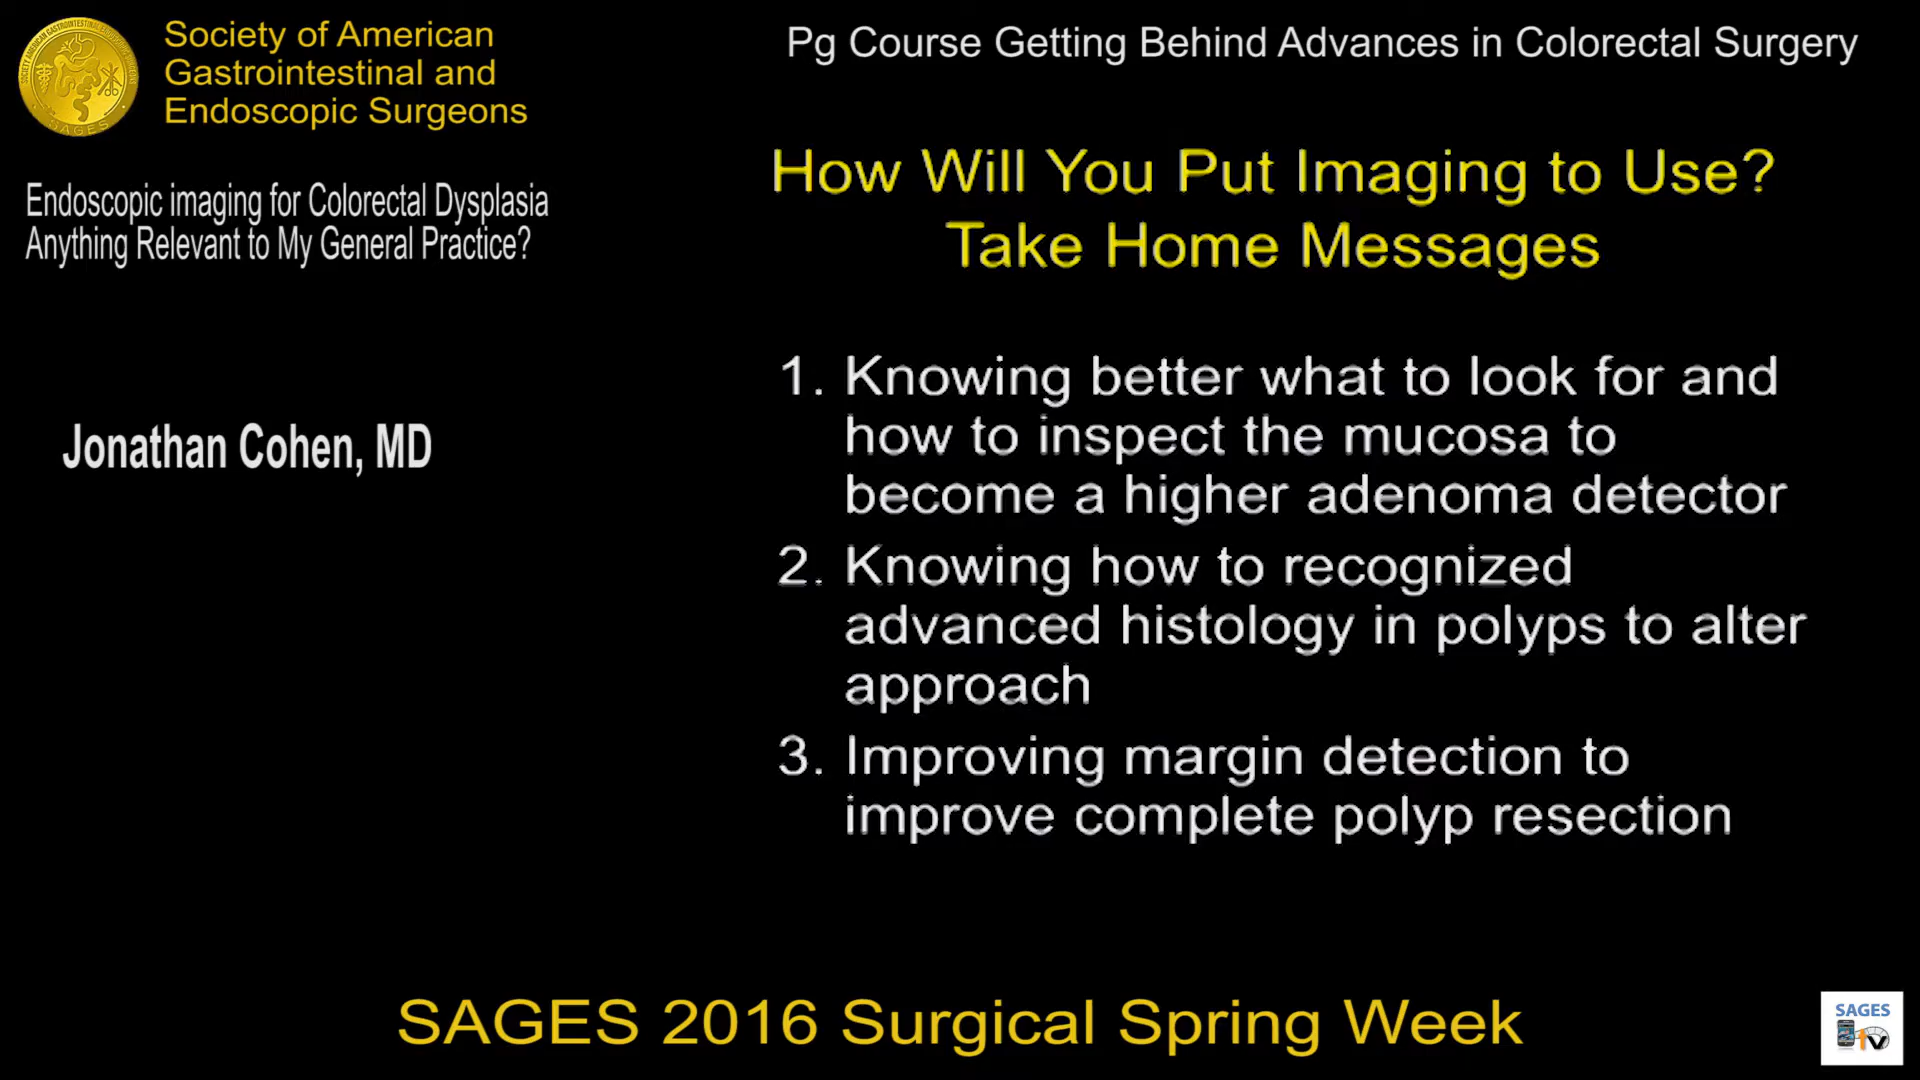 Society of American
Gastrointestinal and
Endoscopic Surgeons
Pg Course Getting Behind Advances in Colorectal Surgery
Endoscopic imaging for Colorectal Dysplasia
Anything Relevant to My General Practice?
Jonathan Cohen, MD
How Will You Put Imaging to Use?
Take Home Messages
1. Knowing better what to look for and
how to inspect the mucosa to
become a higher adenoma detector
2. Knowing how to recognized
advanced histology in polyps to alter
approach
3. Improving margin detection to
improve complete polyp resection
SAGES 2016 Surgical Spring Week
SAGES
tv